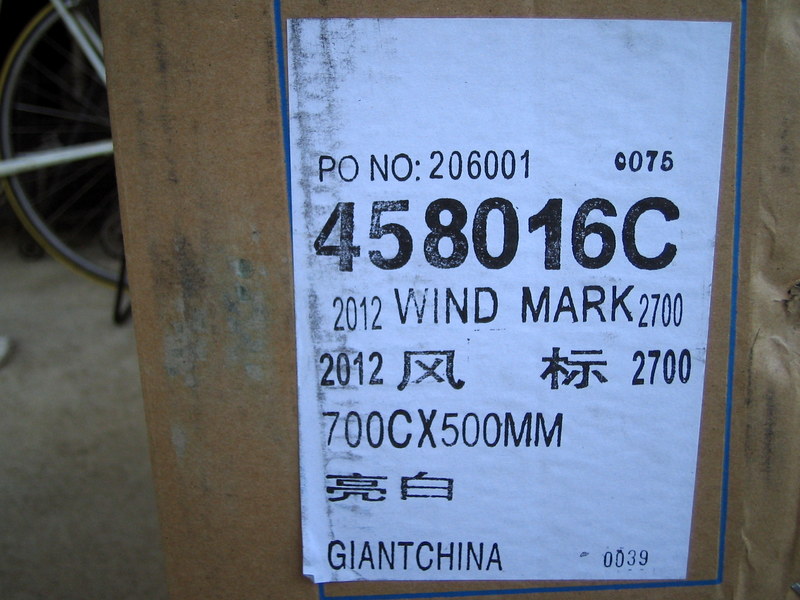 PO NO: 206001 0075
458016C
2012 WIND MARK 2700
2012 风 标 2700
700CX500MM
亮白
GIANTCHINA 0039